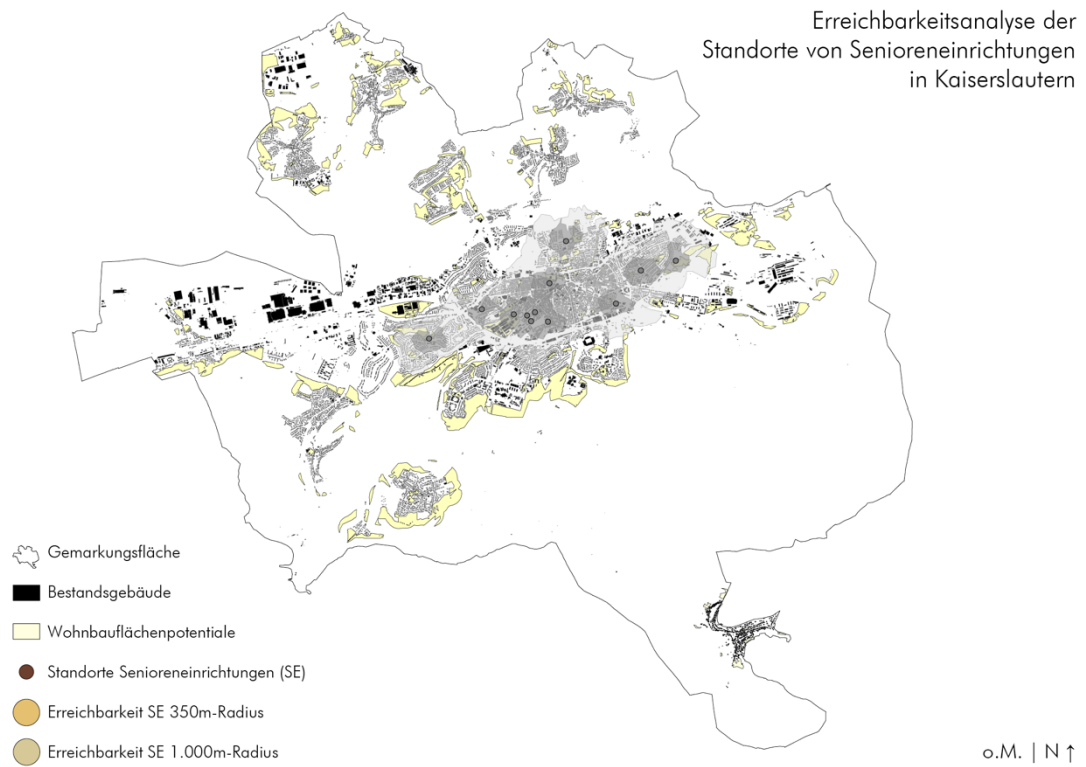 Erreichbarkeitsanalyse der
Standorte von Senioreneinrichtungen
in Kaiserslautern
Gemarkungsfläche
Bestandsgebäude
Wohnbauflächenpotentiale
Standorte Senioreneinrichtungen (SE)
Erreichbarkeit SE 350m-Radius
Erreichbarkeit SE 1.000m-Radius
o.M. | N ↑